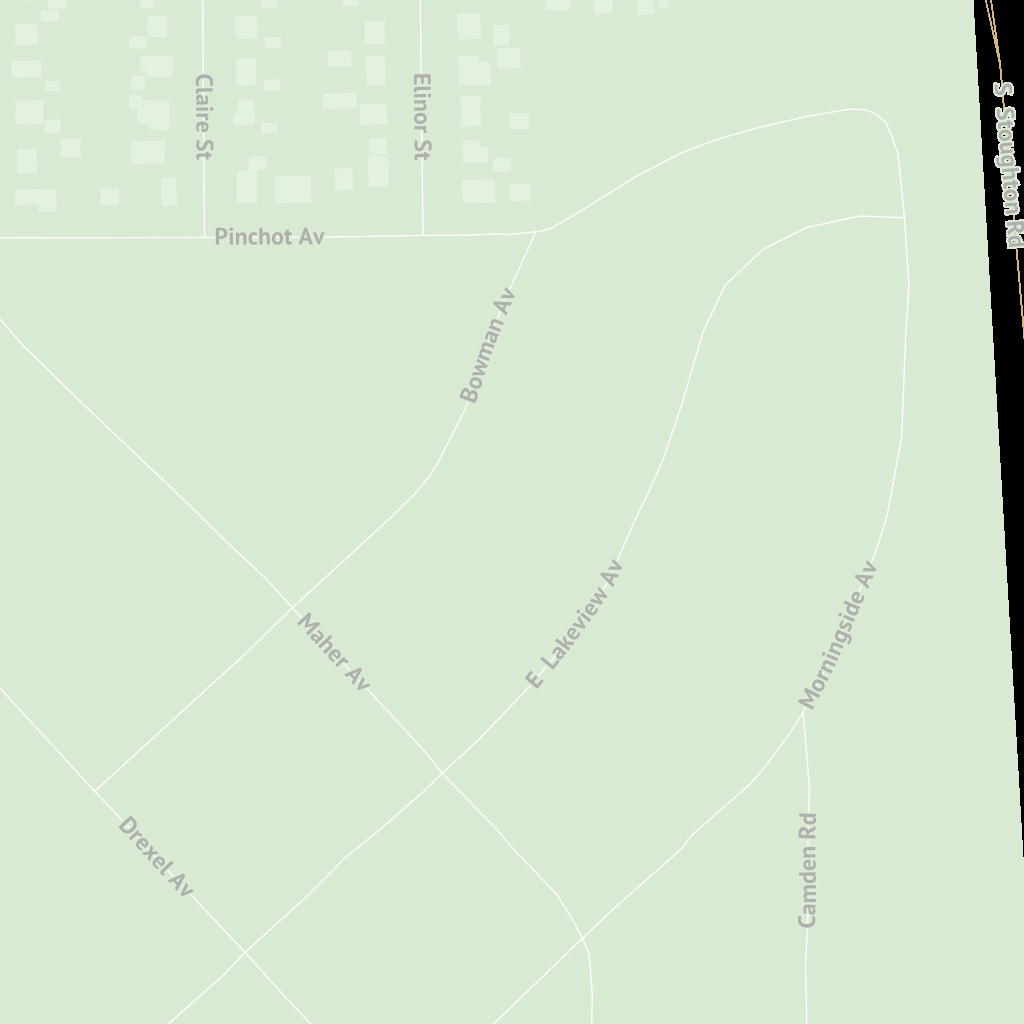 Claire St
Elinor St
S Stoughton Rd
Pinchot Av
Bowman Av
E Lakeview Av
Morningside Av
Maher Av
Drexel Av
Camden Rd